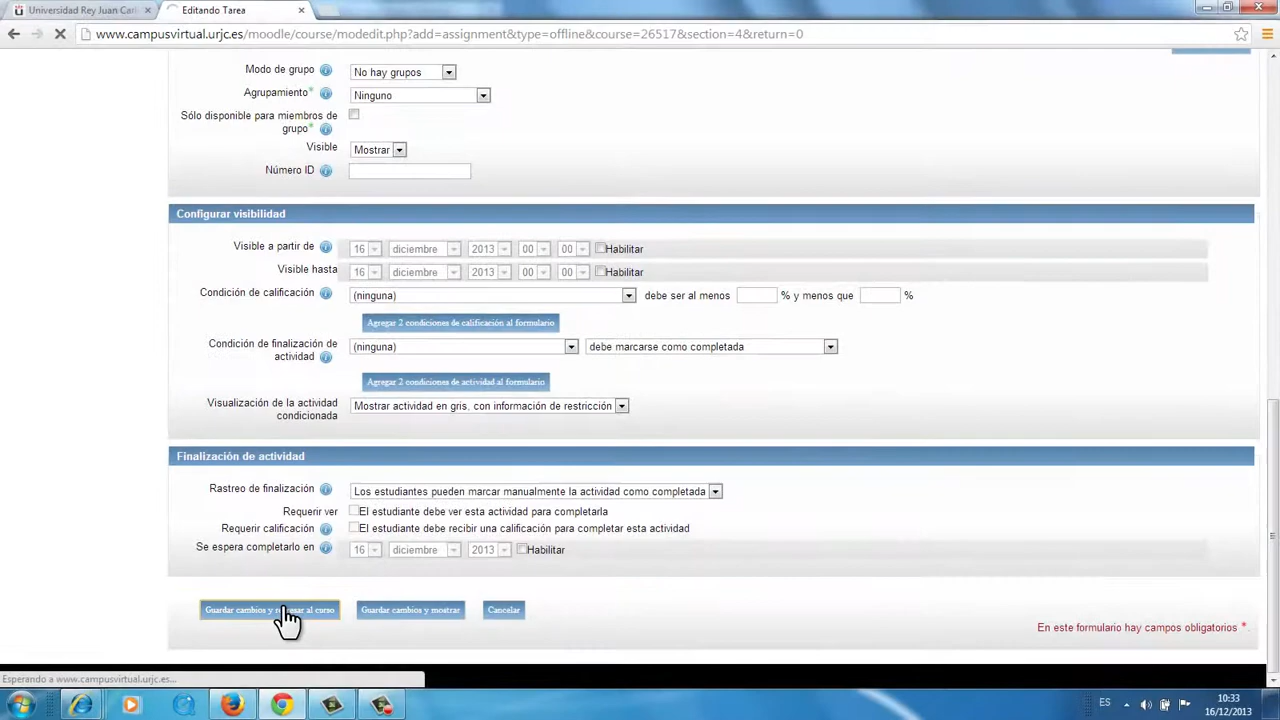 Universidad Rey Juan Carl
Editando Tarea
www.campusvirtual.urjc.es/moodle/course/modedit.php?add=assignment&type=offline&course=26517&section=4&return=0
Modo de grupo No hay grupos
Agrupamiento* Ninguno
Sólo disponible para miembros de
grupo*
Visible Mostrar
Número ID
Configurar visibilidad
Visible a partir de 16 diciembre 2013 00 00 Habilitar
Visible hasta 16 diciembre 2013 00 00 Habilitar
Condición de calificación (ninguna) debe ser al menos % y menos que %
Agregar 2 condiciones de calificación al formulario
Condición de finalización de
actividad (ninguna) debe marcarse como completada
Agregar 2 condiciones de actividad al formulario
Visualización de la actividad
condicionada Mostrar actividad en gris, con información de restricción
Finalización de actividad
Rastreo de finalización Los estudiantes pueden marcar manualmente la actividad como completada
Requerir ver El estudiante debe ver esta actividad para completarla
Requerir calificación El estudiante debe recibir una calificación para completar esta actividad
Se espera completarlo en 16 diciembre 2013 Habilitar
Guardar cambios y regresar al curso Guardar cambios y mostrar Cancelar
En este formulario hay campos obligatorios *.
Esperando a www.campusvirtual.urjc.es...
ES 10:33
16/12/2013